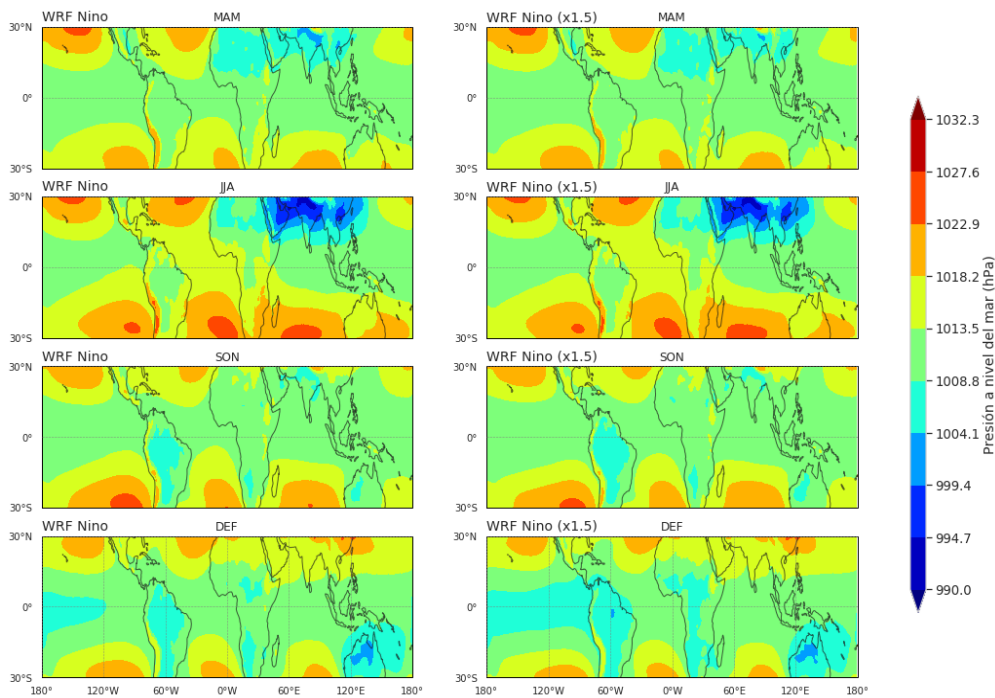 WRF Nino MAM WRF Nino (x1.5) MAM
30°N 30°N
0° 0°
30°S 30°S
WRF Nino JJA WRF Nino (x1.5) JJA
30°N 30°N
0° 0°
30°S 30°S
WRF Nino SON WRF Nino (x1.5) SON
30°N 30°N
0° 0°
30°S 30°S
WRF Nino DEF WRF Nino (x1.5) DEF
30°N 30°N
0° 0°
30°S 30°S
180° 120°W 60°W 0°W 60°E 120°E 180° 180° 120°W 60°W 0°W 60°E 120°E 180°
1032.3
1027.6
1022.9
1018.2
1013.5
1008.8
1004.1
999.4
994.7
990.0
Presión a nivel del mar (hPa)